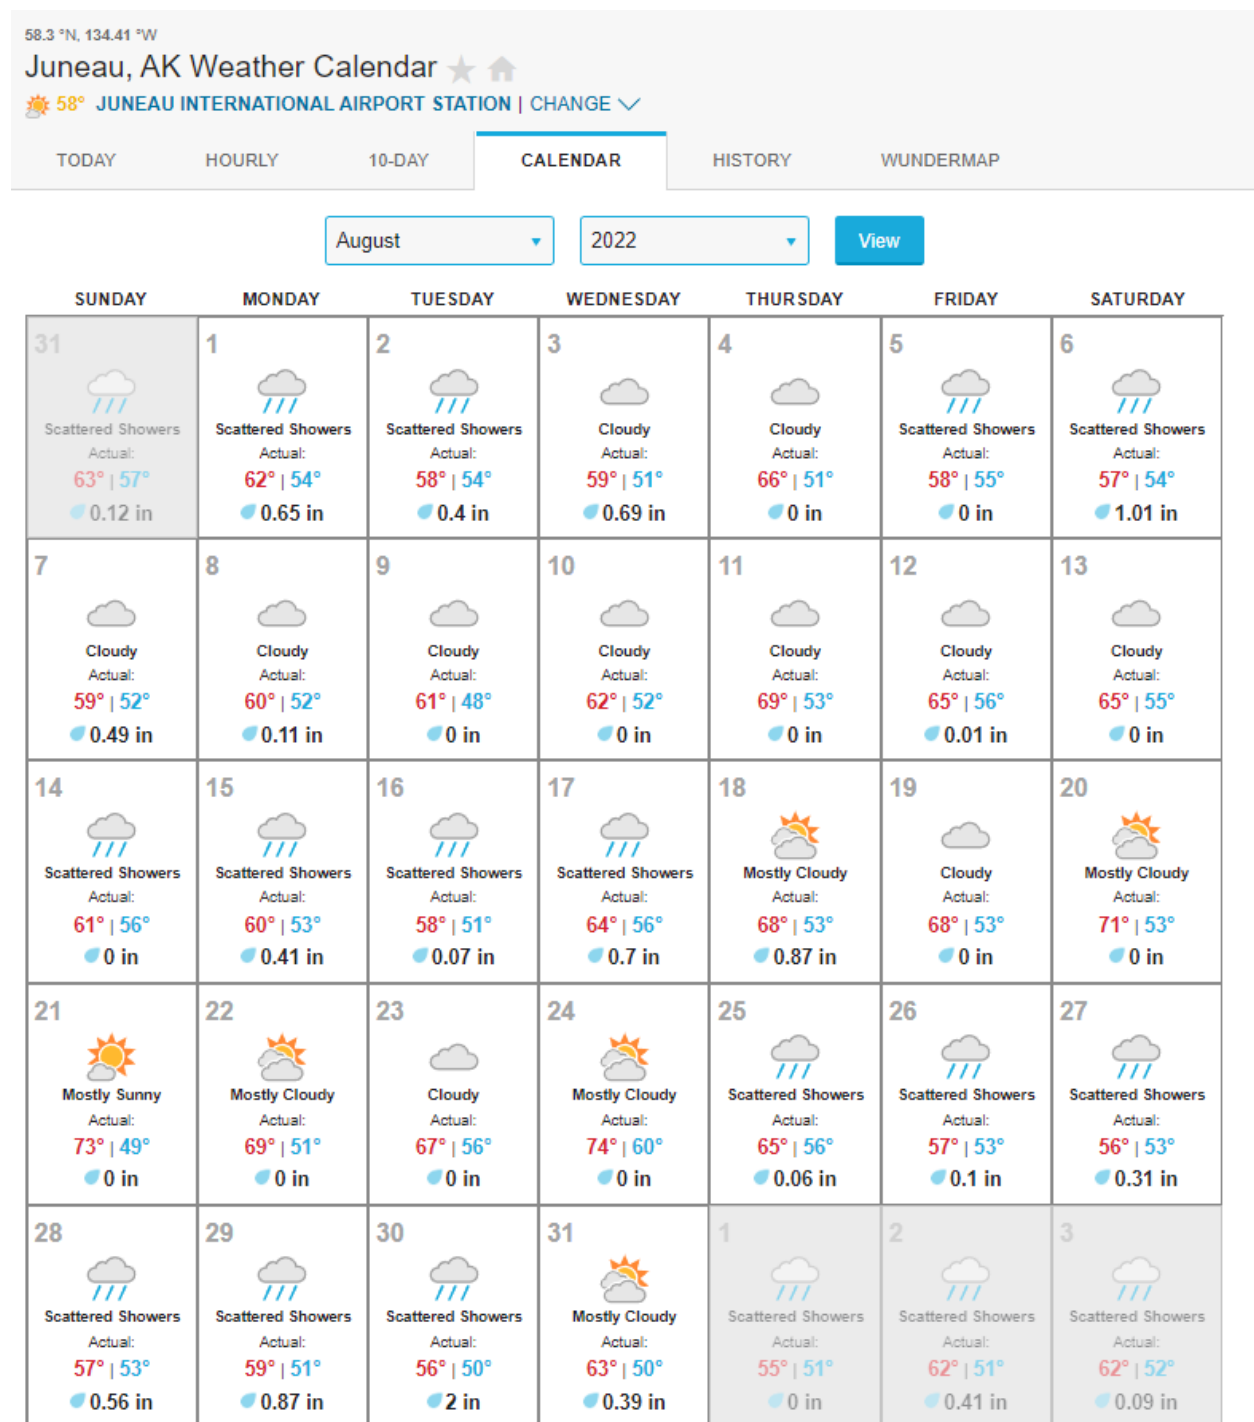 58.3 °N, 134.41 °W
Juneau, AK Weather Calendar
58° JUNEAU INTERNATIONAL AIRPORT STATION | CHANGE
TODAY HOURLY 10-DAY CALENDAR HISTORY WUNDERMAP
August 2022 View
SUNDAY MONDAY TUESDAY WEDNESDAY THURSDAY FRIDAY SATURDAY
31 1 2 3 4 5 6
Scattered Showers Scattered Showers Scattered Showers Cloudy Cloudy Scattered Showers Scattered Showers
Actual: Actual: Actual: Actual: Actual: Actual: Actual:
63° | 57° 62° | 54° 58° | 54° 59° | 51° 66° | 51° 58° | 55° 57° | 54°
0.12 in 0.65 in 0.4 in 0.69 in 0 in 0 in 1.01 in
7 8 9 10 11 12 13
Cloudy Cloudy Cloudy Cloudy Cloudy Cloudy Cloudy
Actual: Actual: Actual: Actual: Actual: Actual: Actual:
59° | 52° 60° | 52° 61° | 48° 62° | 52° 69° | 53° 65° | 56° 65° | 55°
0.49 in 0.11 in 0 in 0 in 0 in 0.01 in 0 in
14 15 16 17 18 19 20
Scattered Showers Scattered Showers Scattered Showers Scattered Showers Mostly Cloudy Cloudy Mostly Cloudy
Actual: Actual: Actual: Actual: Actual: Actual: Actual:
61° | 56° 60° | 53° 58° | 51° 64° | 56° 68° | 53° 68° | 53° 71° | 53°
0 in 0.41 in 0.07 in 0.7 in 0.87 in 0 in 0 in
21 22 23 24 25 26 27
Mostly Sunny Mostly Cloudy Cloudy Mostly Cloudy Scattered Showers Scattered Showers Scattered Showers
Actual: Actual: Actual: Actual: Actual: Actual: Actual:
73° | 49° 69° | 51° 67° | 56° 74° | 60° 65° | 56° 57° | 53° 56° | 53°
0 in 0 in 0 in 0 in 0.06 in 0.1 in 0.31 in
28 29 30 31 1 2 3
Scattered Showers Scattered Showers Scattered Showers Mostly Cloudy Scattered Showers Scattered Showers Scattered Showers
Actual: Actual: Actual: Actual: Actual: Actual: Actual:
57° | 53° 59° | 51° 56° | 50° 63° | 50° 55° | 51° 62° | 51° 62° | 52°
0.56 in 0.87 in 2 in 0.39 in 0 in 0.41 in 0.09 in